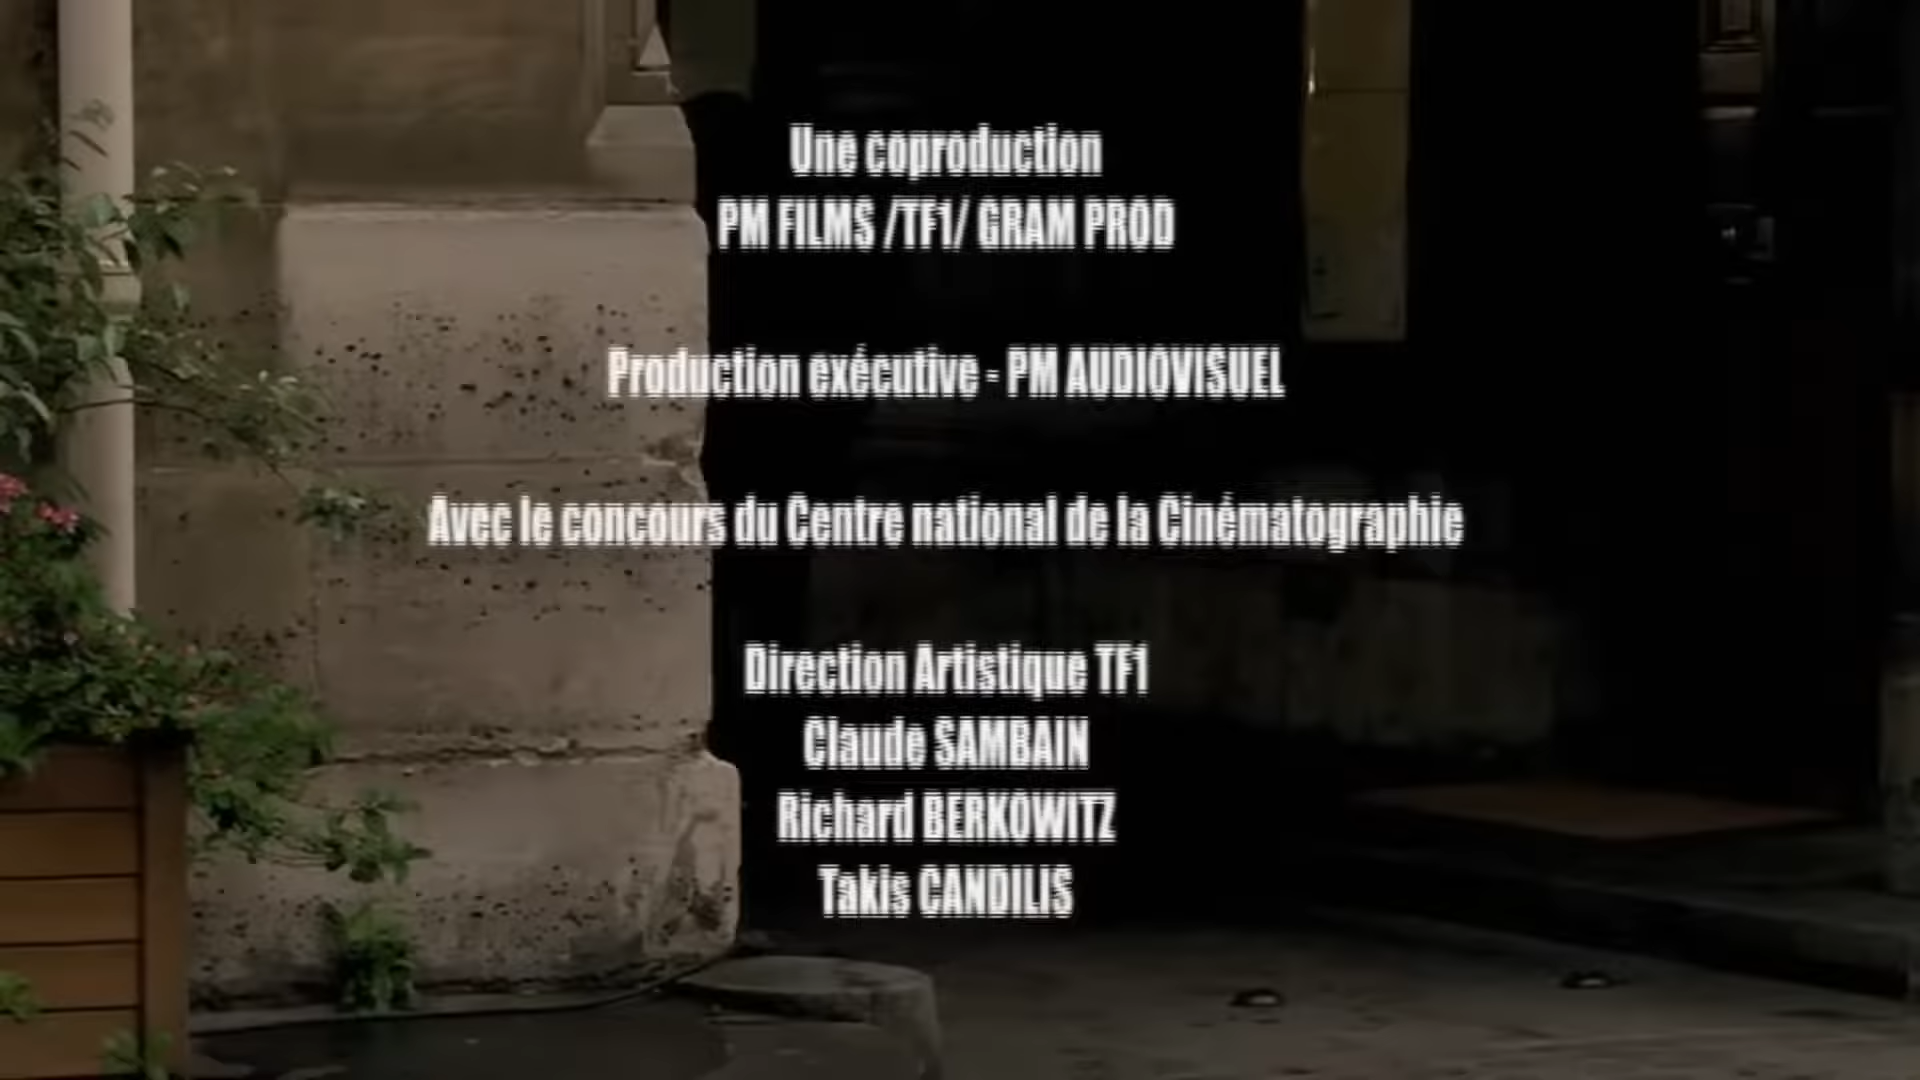 Une coproduction
PM FILMS /TF1/ GRAM PROD
Production exécutive - PM AUDIOVISUEL
Avec le concours du Centre national de la Cinématographie
Direction Artistique TF1
Claude SAMBAIN
Richard BERKOWITZ
Takis CANDILIS